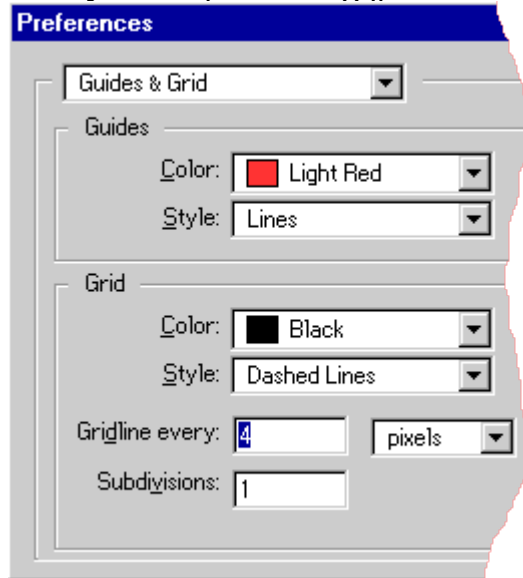 Preferences
Guides & Grid
Guides
Color: Light Red
Style: Lines
Grid
Color: Black
Style: Dashed Lines
Gridline every: 4 pixels
Subdivisions: 1